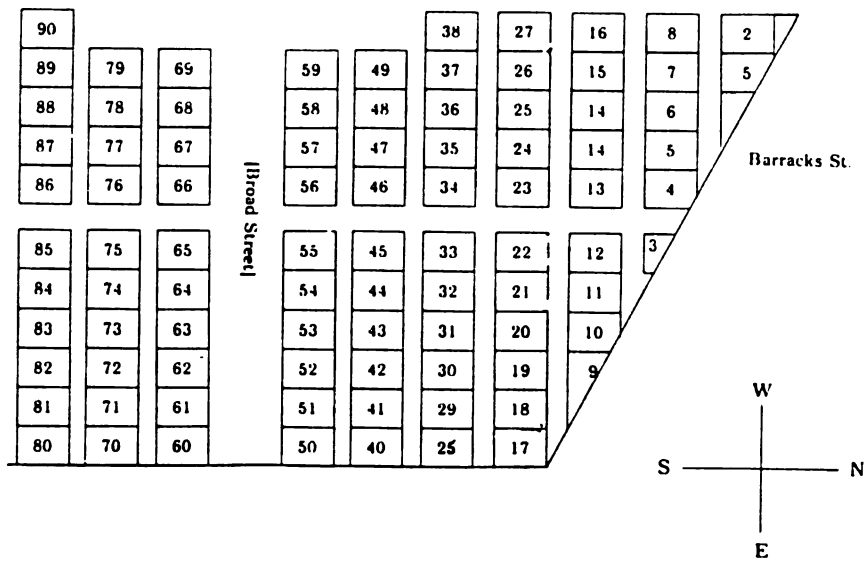 90 38 27 16 8 2
89 79 69 59 49 37 26 15 7 5
88 78 68 58 48 36 25 14 6
87 77 67 57 47 35 24 14 5
86 76 66 56 46 34 23 13 4
Barracks St.
|Broad Street|
85 75 65 55 45 33 22 12 3
84 74 64 54 44 32 21 11
83 73 63 53 43 31 20 10
82 72 62 52 42 30 19 9
81 71 61 51 41 29 18
80 70 60 50 40 25 17
W
S N
E